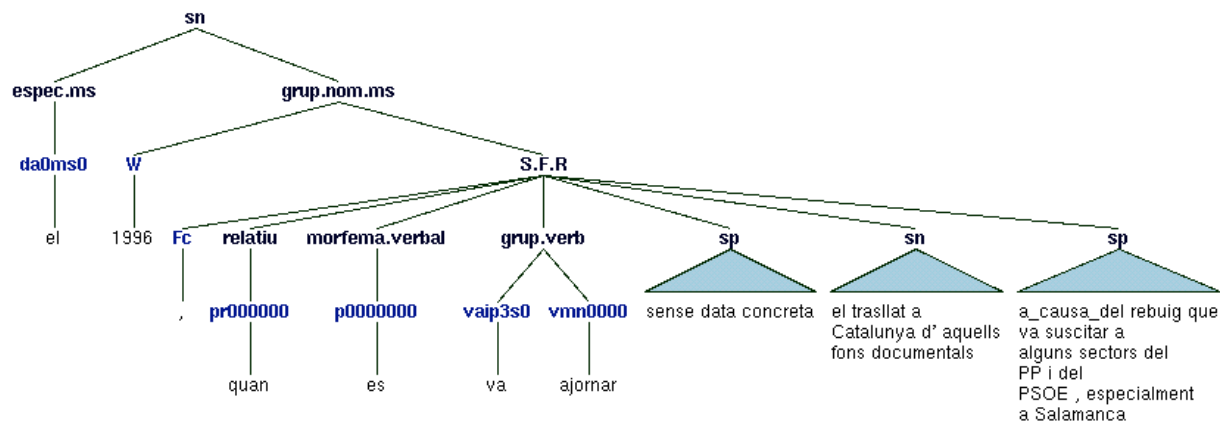 sn
espec.ms grup.nom.ms
da0ms0 W S.F.R
el 1996 Fc relatiu morfema.verbal grup.verb sp sn sp
, pr000000 p0000000 vaip3s0 vmn0000 sense data concreta el trasllat a a_causa_del rebuig que
Catalunya d' aquells va suscitar a
fons documentals alguns sectors del
quan es va ajornar PP i del
PSOE , especialment
a Salamanca